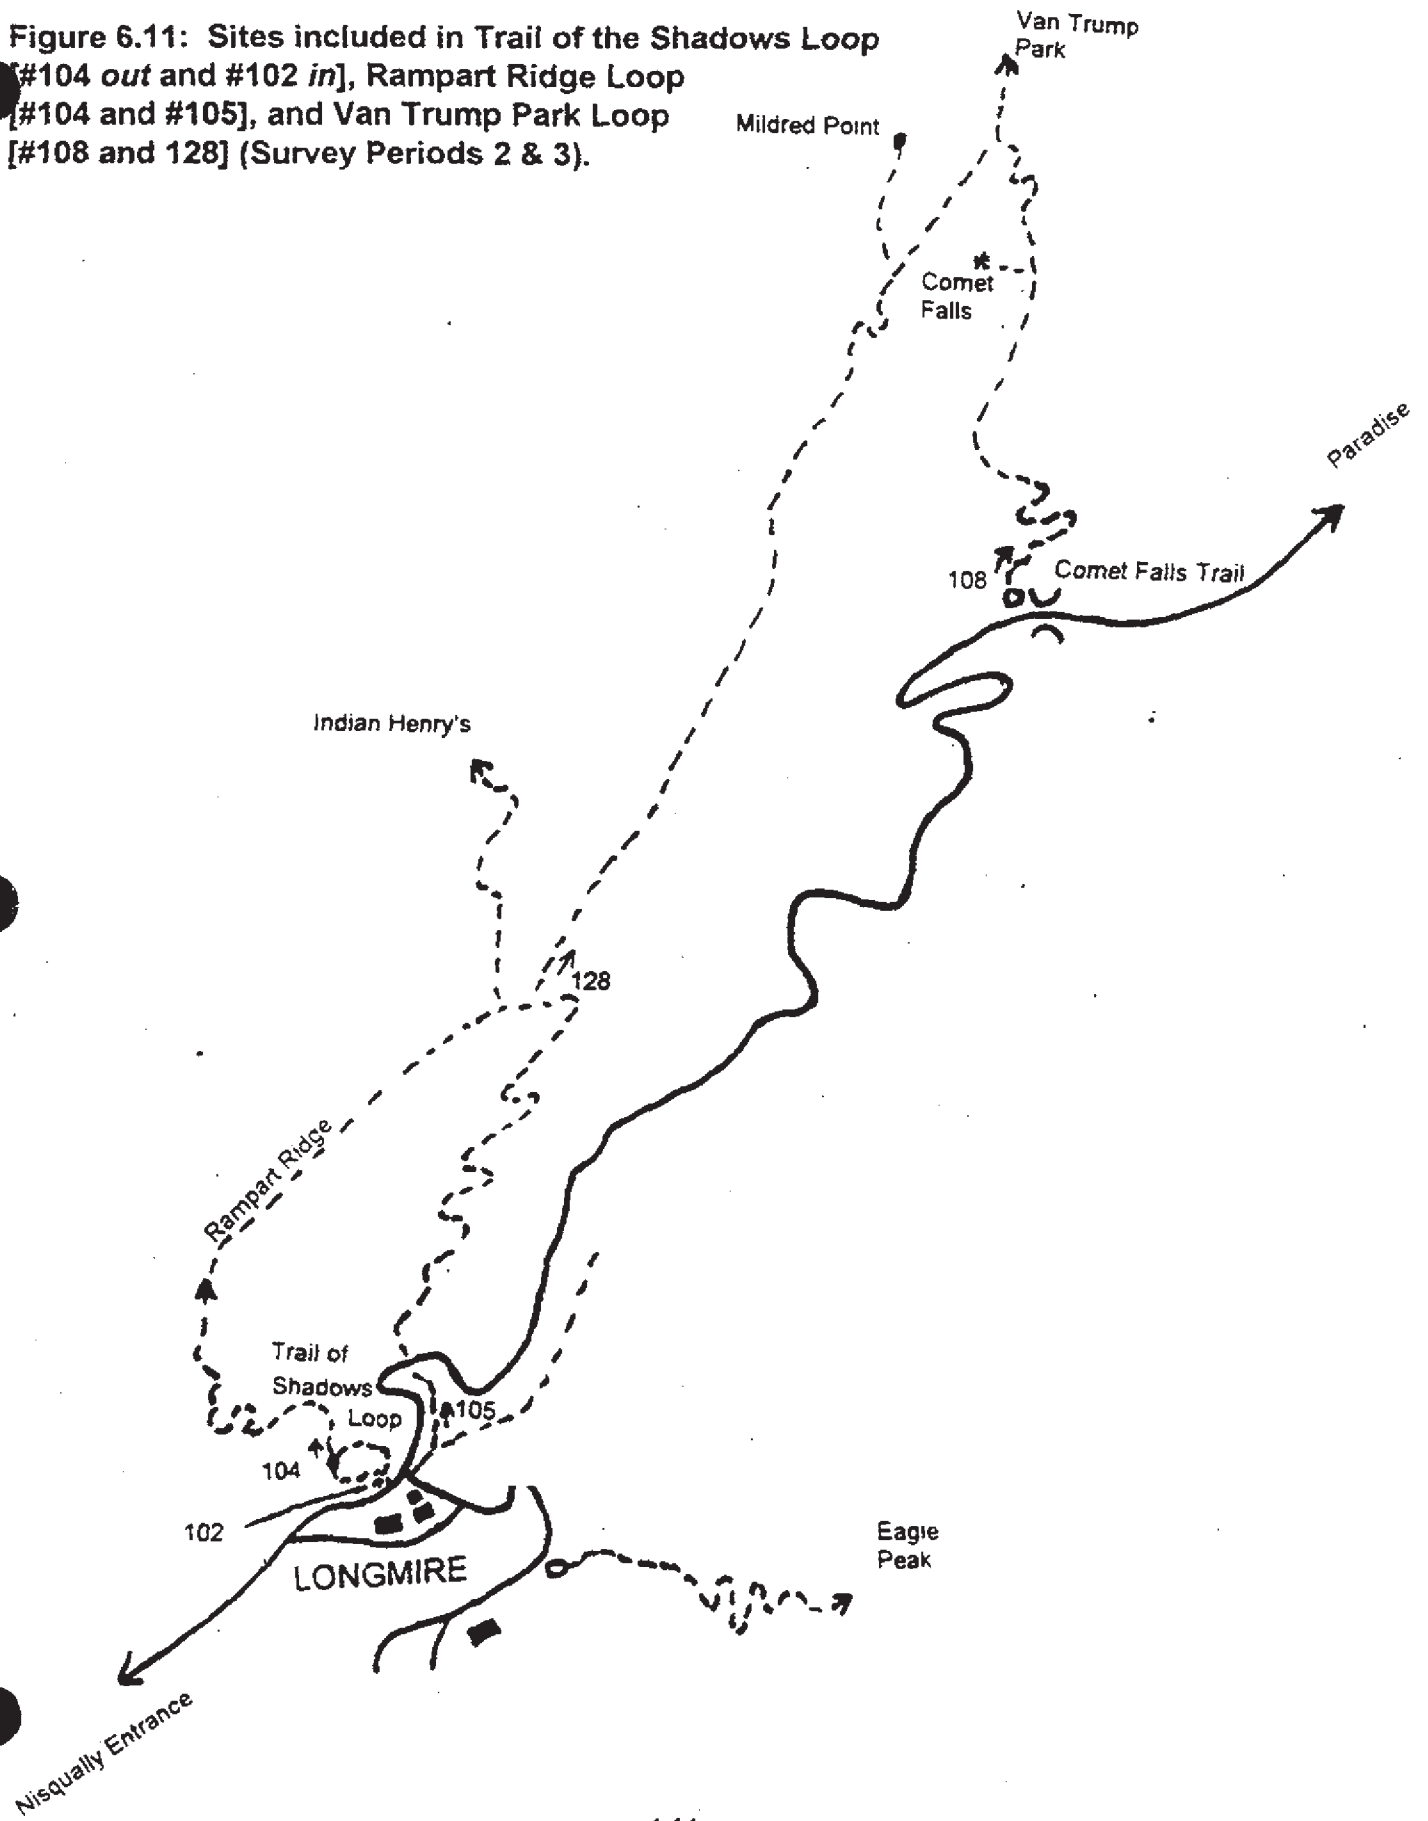 Figure 6.11: Sites included in Trail of the Shadows Loop
[#104 out and #102 in], Rampart Ridge Loop
[#104 and #105], and Van Trump Park Loop
[#108 and 128] (Survey Periods 2 & 3).
Van Trump
Park
Mildred Point
*
Comet
Falls
Paradise
108
Comet Falls Trail
Indian Henry's
128
Rampart Ridge
Trail of
Shadows
Loop
105
104
102
LONGMIRE
Eagle
Peak
Nisqually Entrance